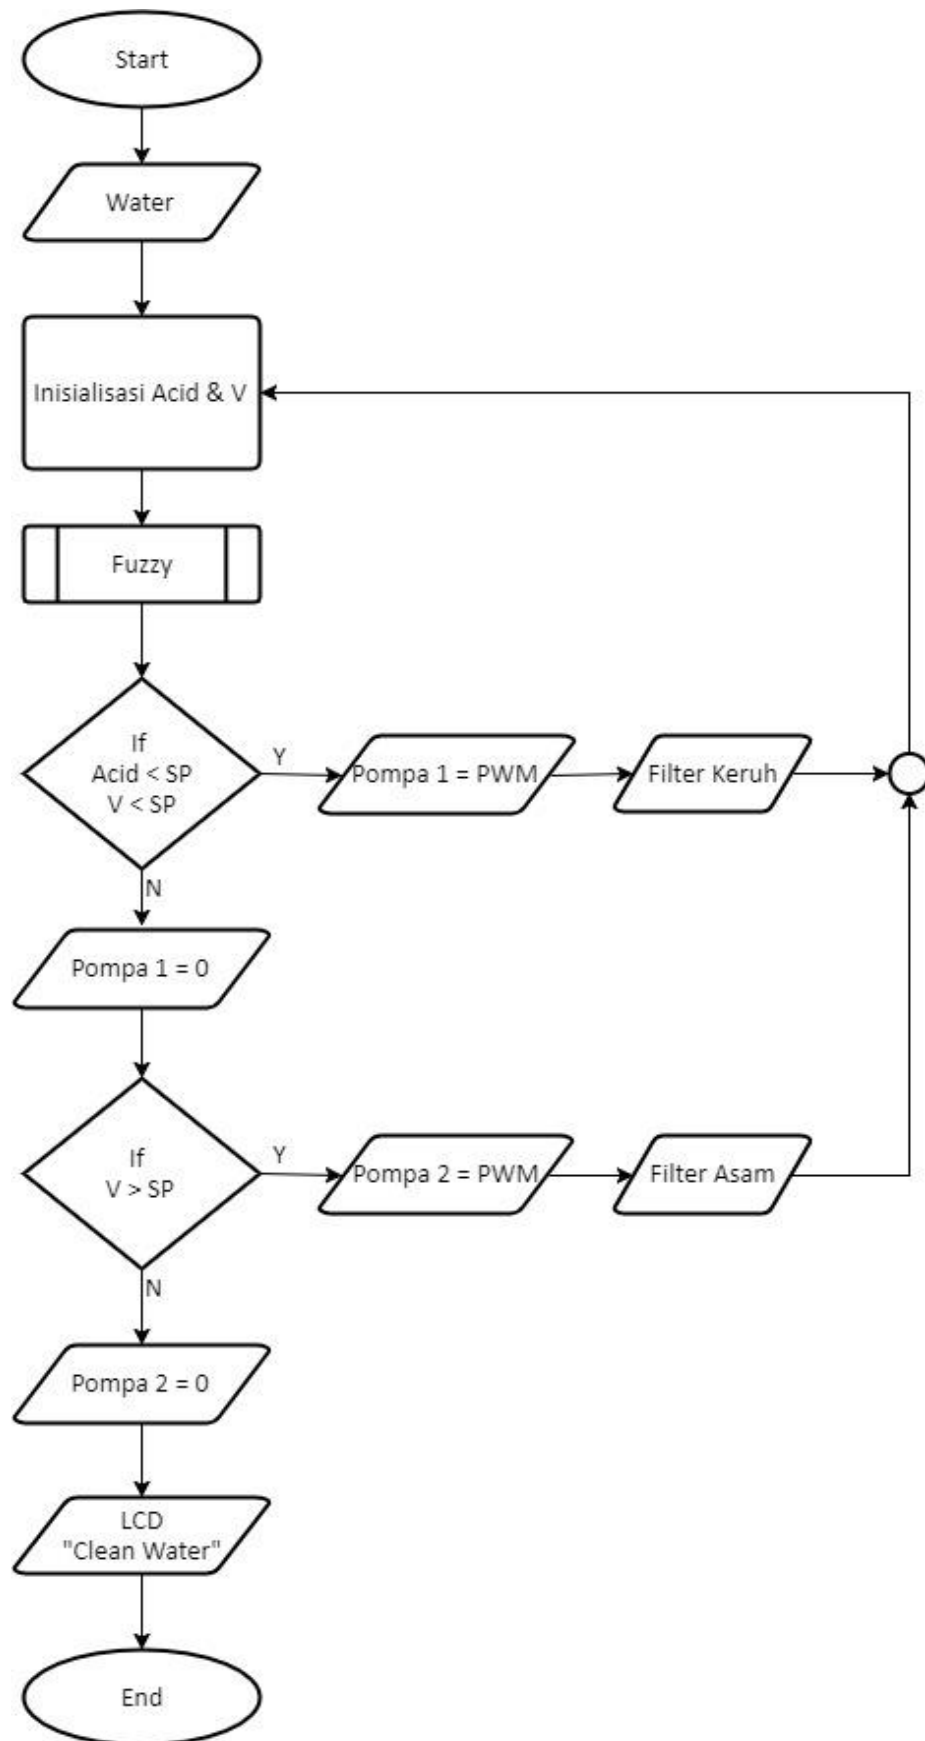 Start
Water
Inisialisasi Acid & V
Fuzzy
If
Acid < SP
V < SP
Y
Pompa 1 = PWM
Filter Keruh
N
Pompa 1 = 0
If
V > SP
Y
Pompa 2 = PWM
Filter Asam
N
Pompa 2 = 0
LCD
"Clean Water"
End